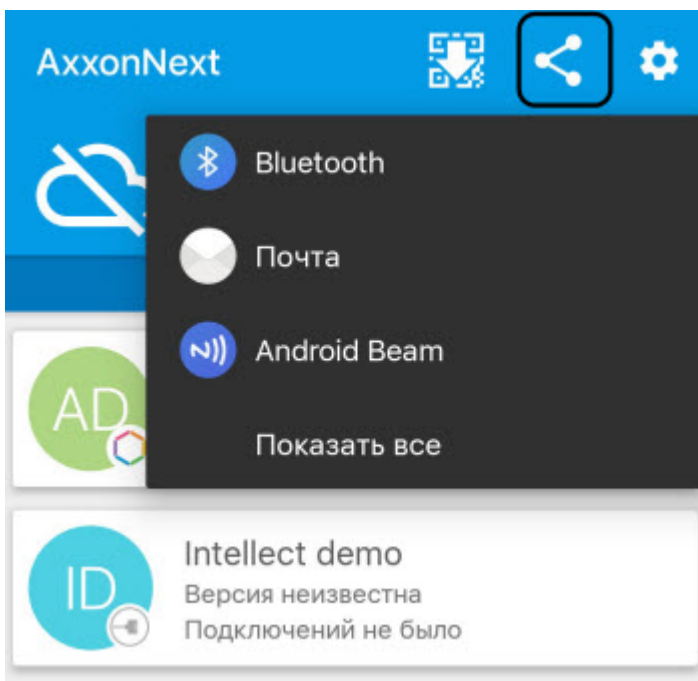 AxxonNext
Bluetooth
Почта
Android Beam
Показать все
AD
ID
Intellect demo
Версия неизвестна
Подключений не было